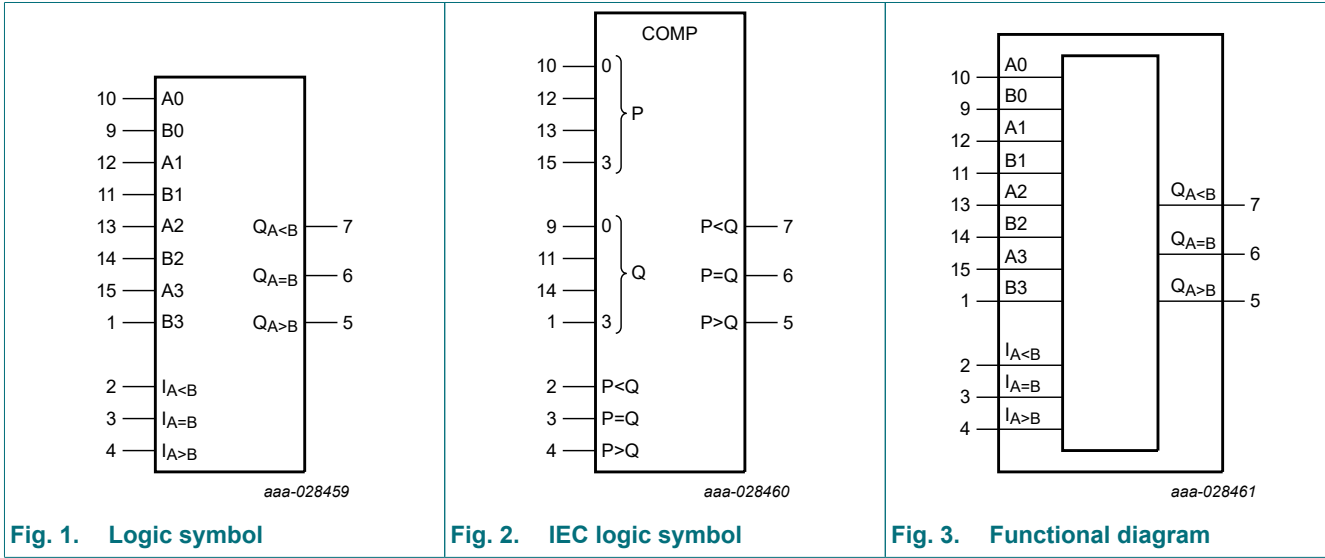 10 A0
9 B0
12 A1
11 B1
13 A2 QA<B 7
14 B2
QA=B 6
15 A3
1 B3 QA>B 5
2 IA<B
3 IA=B
4 IA>B
aaa-028459
Fig. 1. Logic symbol
COMP
10 0
12
P
13
15 3
9 0 P<Q 7
11
Q P=Q 6
14
1 3 P>Q 5
2 P<Q
3 P=Q
4 P>Q
aaa-028460
Fig. 2. IEC logic symbol
A0
10
B0
9
A1
12
B1
11
A2 QA<B
13 7
B2
14 QA=B
A3 6
15
B3 QA>B
1 5
IA<B
2
IA=B
3
IA>B
4
aaa-028461
Fig. 3. Functional diagram